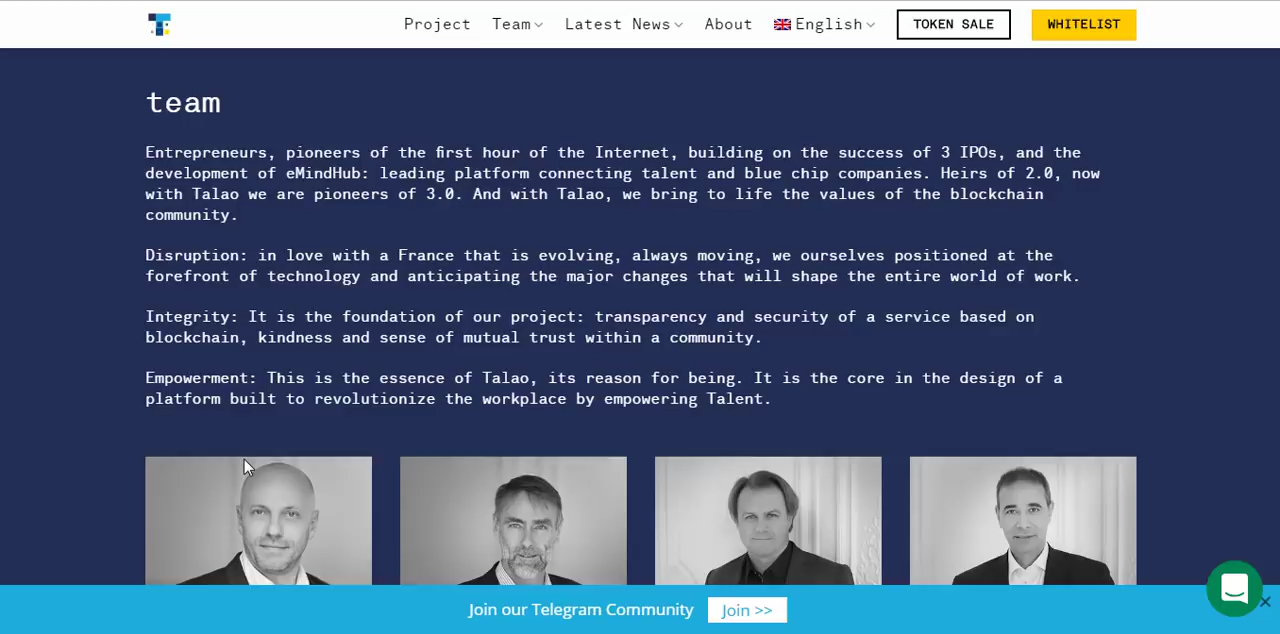 Project Team Latest News About English TOKEN SALE WHITELIST
team
Entrepreneurs, pioneers of the first hour of the Internet, building on the success of 3 IPOs, and the
development of eMindHub: leading platform connecting talent and blue chip companies. Heirs of 2.0, now
with Talao we are pioneers of 3.0. And with Talao, we bring to life the values of the blockchain
community.
Disruption: in love with a France that is evolving, always moving, we ourselves positioned at the
forefront of technology and anticipating the major changes that will shape the entire world of work.
Integrity: It is the foundation of our project: transparency and security of a service based on
blockchain, kindness and sense of mutual trust within a community.
Empowerment: This is the essence of Talao, its reason for being. It is the core in the design of a
platform built to revolutionize the workplace by empowering Talent.
Join our Telegram Community Join >>